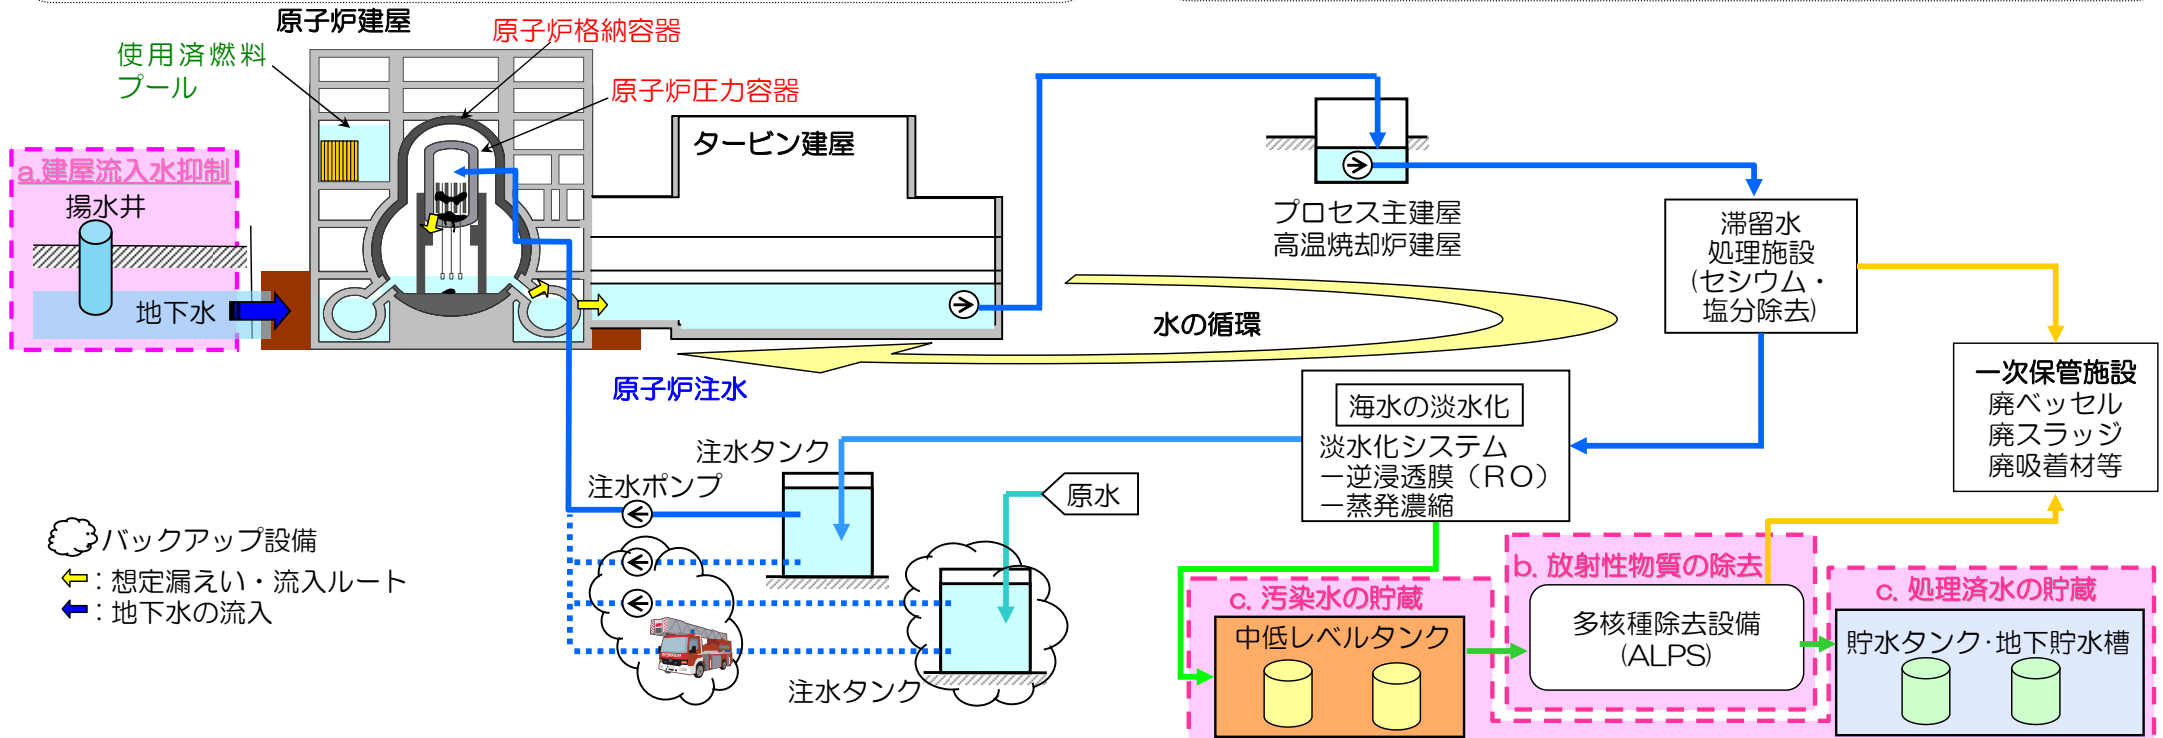 原子炉建屋
原子炉格納容器
使用済燃料
プール
原子炉圧力容器
タービン建屋
a.建屋流入水抑制
揚水井
地下水
プロセス主建屋
高温焼却炉建屋
滞留水
処理施設
(セシウム・
塩分除去)
水の循環
原子炉注水
一次保管施設
廃ベッセル
廃スラッジ
廃吸着材等
海水の淡水化
淡水化システム
ー逆浸透膜(RO)
ー蒸発濃縮
注水タンク
注水ポンプ
原水
バックアップ設備
:想定漏えい・流入ルート
:地下水の流入
注水タンク
b. 放射性物質の除去
多核種除去設備
(ALPS)
c. 汚染水の貯蔵
中低レベルタンク
c. 処理済水の貯蔵
貯水タンク・地下貯水槽